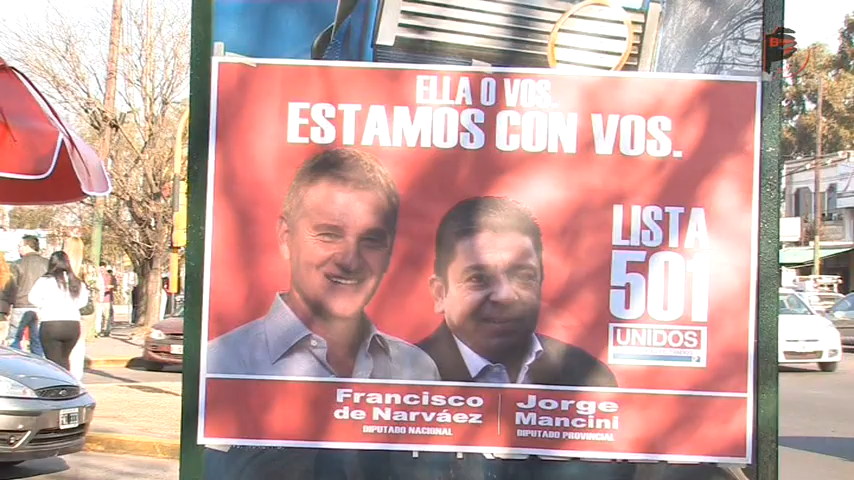 ELLA O VOS.
ESTAMOS CON VOS.
LISTA
501
UNIDOS
Francisco
de Narváez
DIPUTADO NACIONAL
Jorge
Mancini
DIPUTADO PROVINCIAL